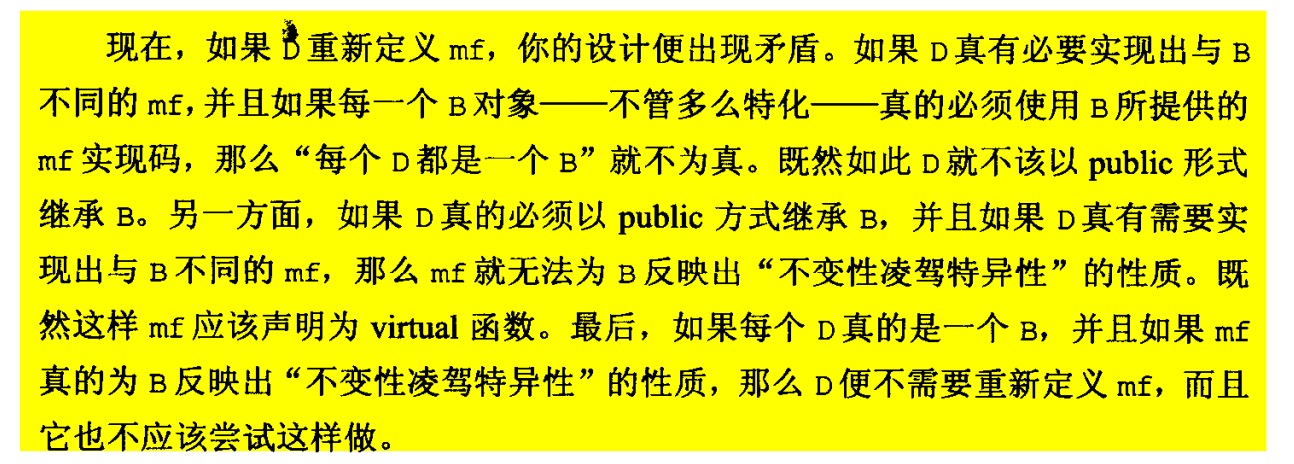 现在，如果 D 重新定义 mf，你的设计便出现矛盾。如果 D 真有必要实现出与 B
不同的 mf，并且如果每一个 B 对象——不管多么特化——真的必须使用 B 所提供的
mf 实现码，那么“每个 D 都是一个 B”就不为真。既然如此 D 就不该以 public 形式
继承 B。另一方面，如果 D 真的必须以 public 方式继承 B，并且如果 D 真有需要实
现出与 B 不同的 mf，那么 mf 就无法为 B 反映出“不变性凌驾特异性”的性质。既
然这样 mf 应该声明为 virtual 函数。最后，如果每个 D 真的是一个 B，并且如果 mf
真的为 B 反映出“不变性凌驾特异性”的性质，那么 D 便不需要重新定义 mf，而且
它也不应该尝试这样做。